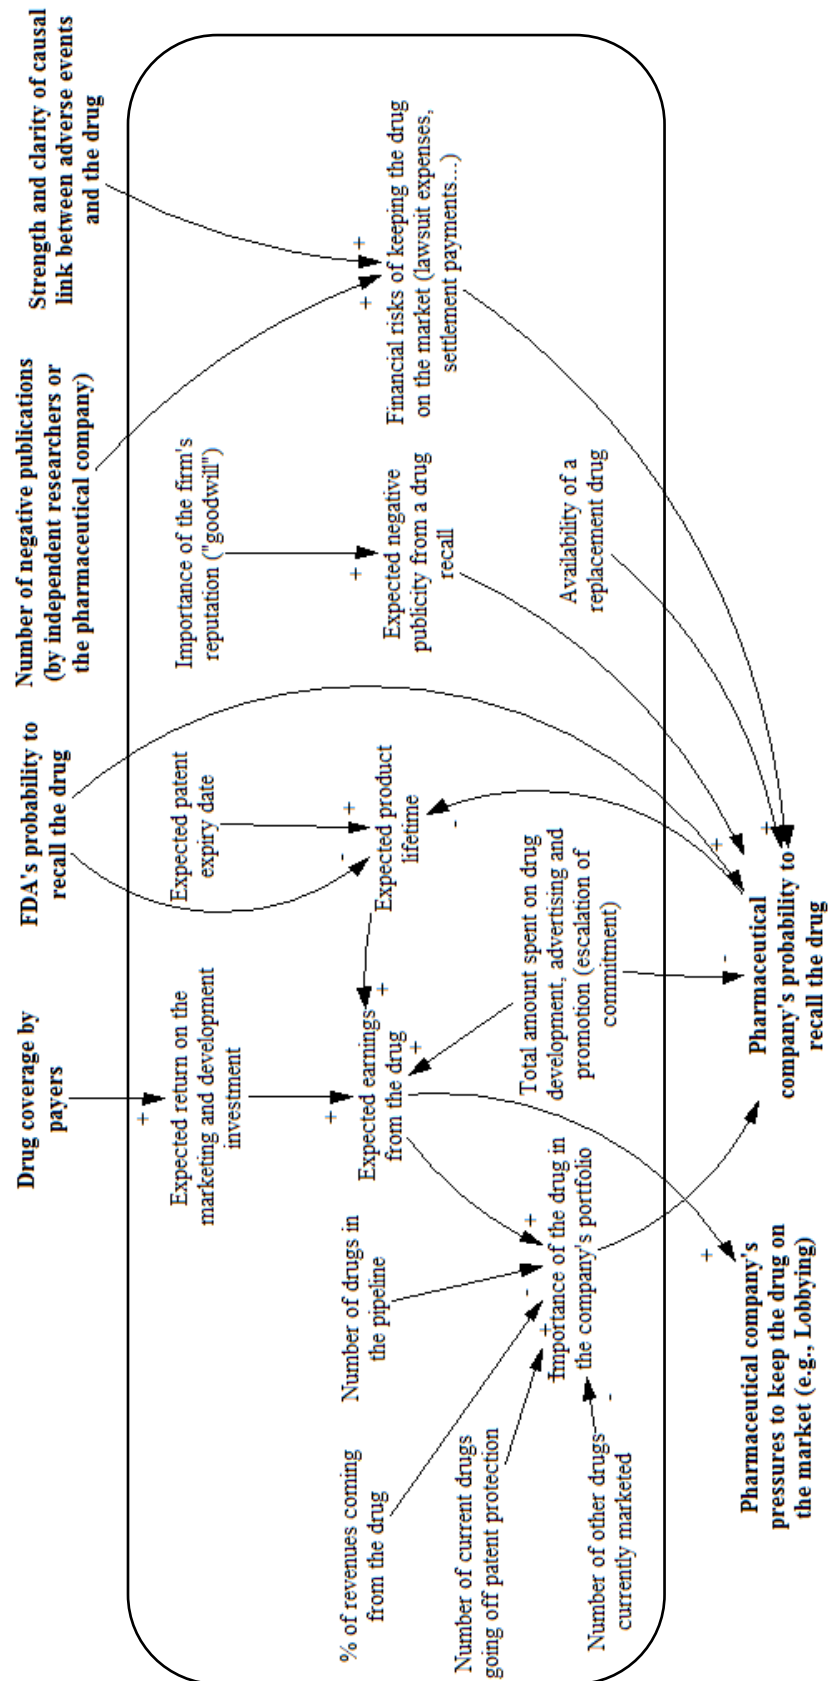 Drug coverage by
payers
FDA's probability to
recall the drug
Number of negative publications
(by independent researchers or
the pharmaceutical company)
Strength and clarity of causal
link between adverse events
and the drug
+
Expected return on the
marketing and development
investment
Expected patent
expiry date
Importance of the firm's
reputation ("goodwill")
+
-
+
+
+
+
% of revenues coming
from the drug
Number of drugs in
the pipeline
Expected earnings
from the drug
+
+
Expected product
lifetime
-
Expected negative
publicity from a drug
recall
Financial risks of keeping the drug
on the market (lawsuit expenses,
settlement payments...)
Number of current drugs
going off patent protection
+
-
+
Importance of the drug in
the company's portfolio
Total amount spent on drug
development, advertising and
promotion (escalation of
commitment)
Availability of a
replacement drug
Number of other drugs
currently marketed
-
+
-
+
+
Pharmaceutical company's
pressures to keep the drug on
the market (e.g., Lobbying)
Pharmaceutical
company's probability to
recall the drug